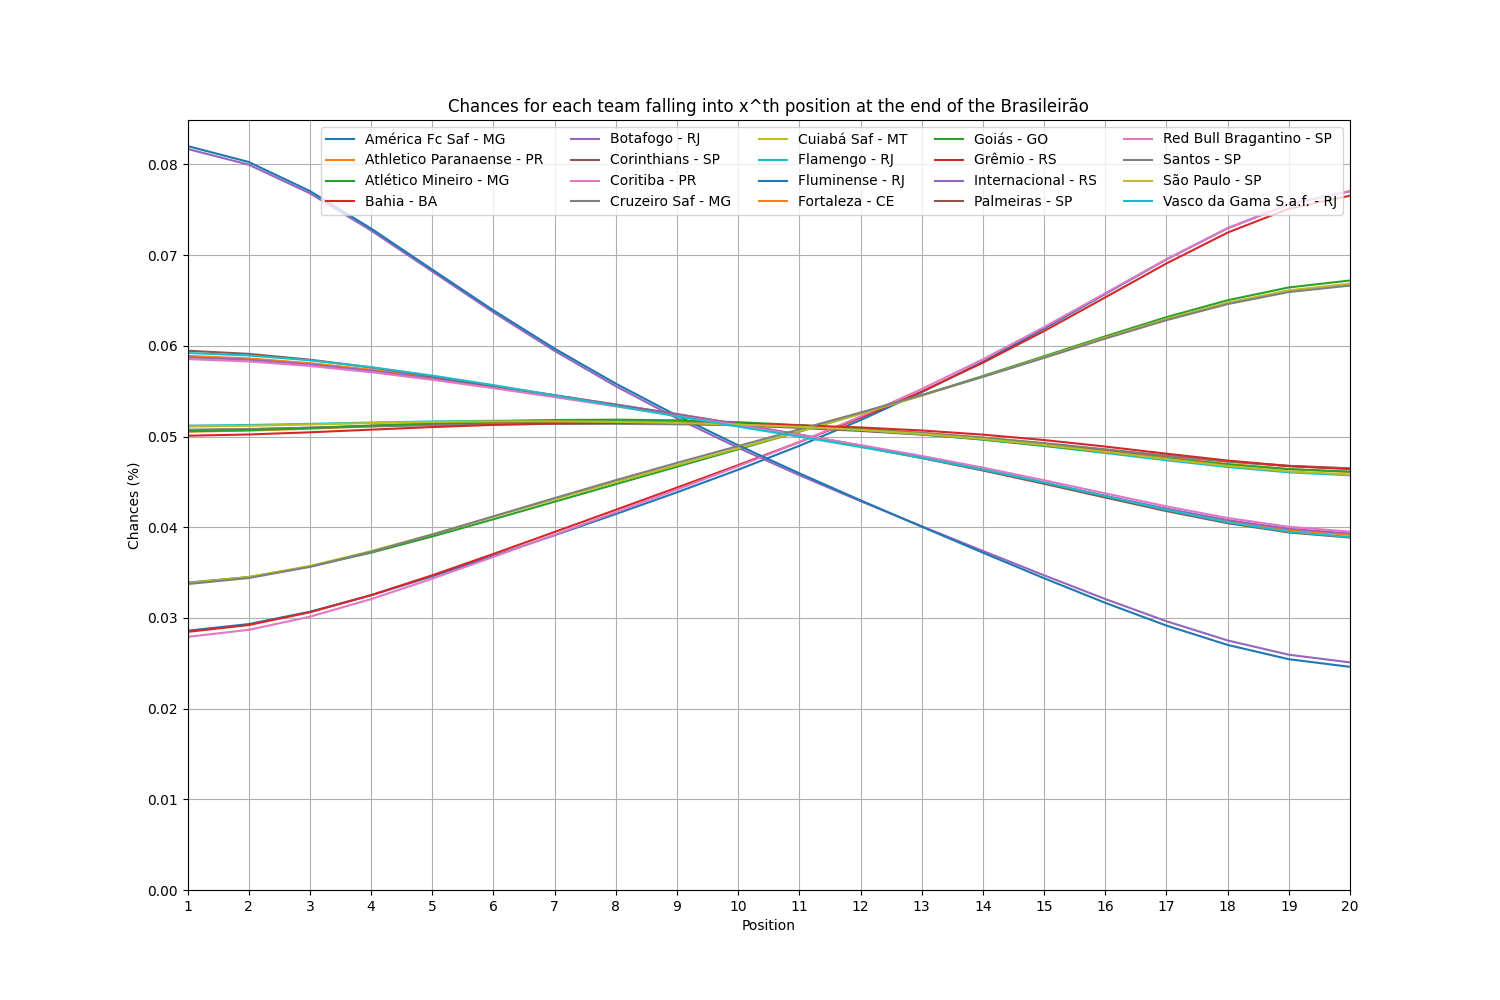 Chances for each team falling into x^th position at the end of the Brasileirão
América Fc Saf - MG
Athletico Paranaense - PR
Atlético Mineiro - MG
Bahia - BA
Botafogo - RJ
Corinthians - SP
Coritiba - PR
Cruzeiro Saf - MG
Cuiabá Saf - MT
Flamengo - RJ
Fluminense - RJ
Fortaleza - CE
Goiás - GO
Grêmio - RS
Internacional - RS
Palmeiras - SP
Red Bull Bragantino - SP
Santos - SP
São Paulo - SP
Vasco da Gama S.a.f. - RJ
Chances (%)
0.08
0.07
0.06
0.05
0.04
0.03
0.02
0.01
0.00
1 2 3 4 5 6 7 8 9 10 11 12 13 14 15 16 17 18 19 20
Position